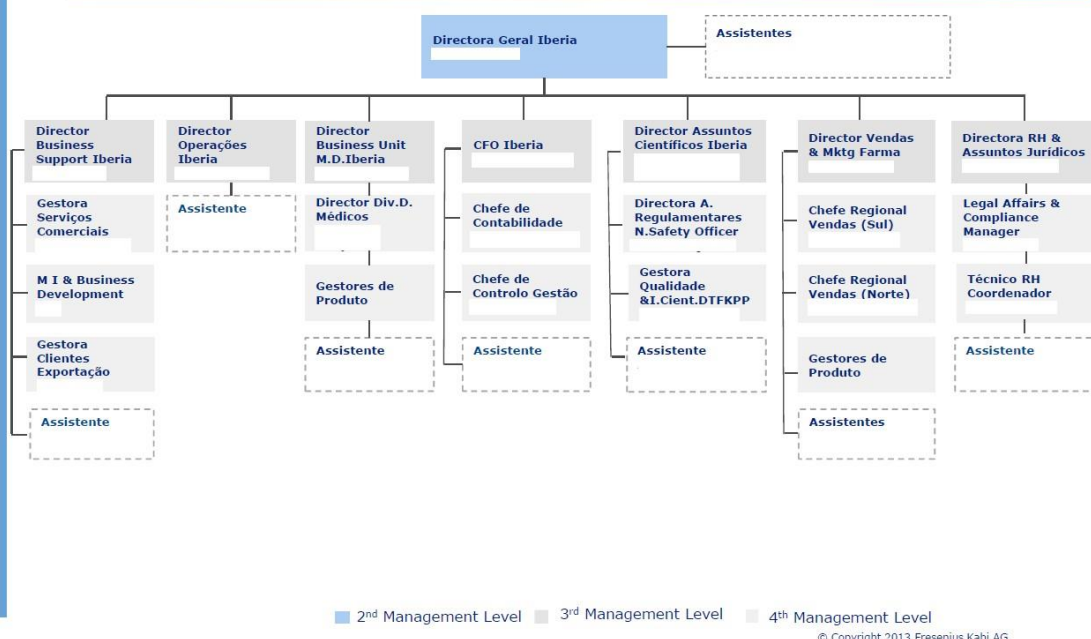 Directora Geral Iberia
Assistentes
Director
Business
Support Iberia
Gestora
Serviços
Comerciais
M I & Business
Development
Gestora
Clientes
Exportação
Assistente
Director
Operações
Iberia
Assistente
Director
Business Unit
M.D.Iberia
Director Div.D.
Médicos
Gestores de
Produto
Assistente
CFO Iberia
Chefe de
Contabilidade
Chefe de
Controlo Gestão
Assistente
Director Assuntos
Científicos Iberia
Directora A.
Regulamentares
N.Safety Officer
Gestora
Qualidade
&I.Cient.DTFKPP
Assistente
Director Vendas
& Mktg Farma
Chefe Regional
Vendas (Sul)
Chefe Regional
Vendas (Norte)
Gestores de
Produto
Assistentes
Directora RH &
Assuntos Jurídicos
Legal Affairs &
Compliance
Manager
Técnico RH
Coordenador
Assistente
2nd Management Level 3rd Management Level 4th Management Level
© Copyright 2013 Fresenius Kabi AG